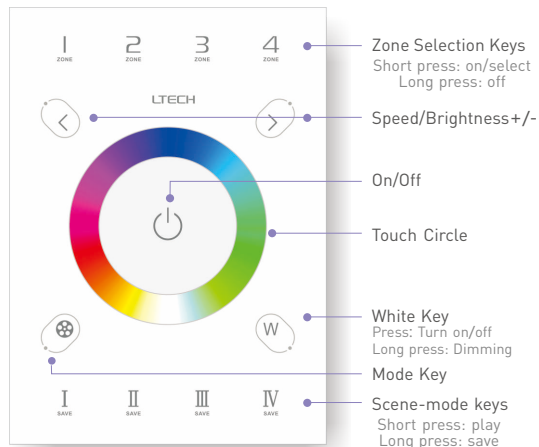 1 2 3 4
ZONE ZONE ZONE ZONE
Zone Selection Keys
Short press: on/select
Long press: off
LTECH
< >
Speed/Brightness+/-
On/Off
Touch Circle
W
White Key
Press: Turn on/off
Long press: Dimming
Mode Key
I II III IV
SAVE SAVE SAVE SAVE
Scene-mode keys
Short press: play
Long press: save